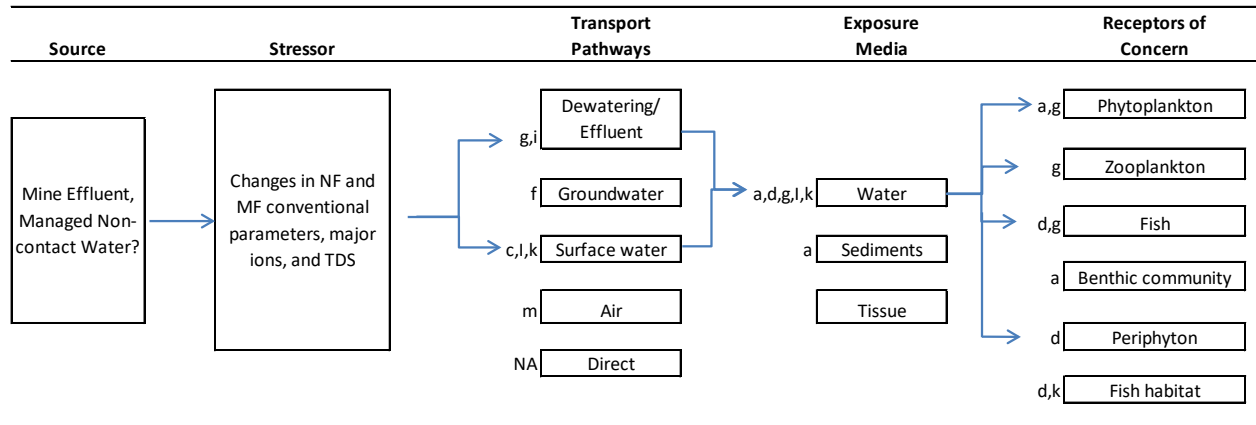 Source
Stressor
Transport
Pathways
Exposure
Media
Receptors of
Concern
Mine Effluent,
Managed Non-
contact Water?
Changes in NF and
MF conventional
parameters, major
ions, and TDS
g,i
Dewatering/
Effluent
f
Groundwater
c,I,k
Surface water
m
Air
NA
Direct
a,d,g,I,k
Water
a
Sediments
Tissue
a,g
Phytoplankton
g
Zooplankton
d,g
Fish
a
Benthic community
d
Periphyton
d,k
Fish habitat